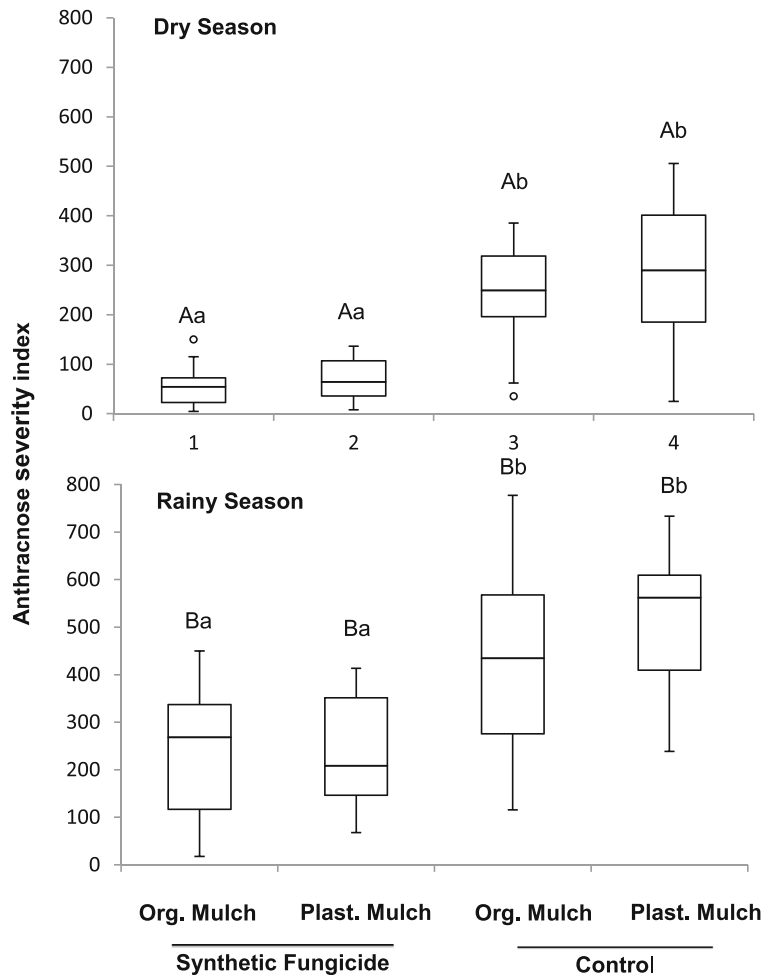 Anthracnose severity index
Dry Season
800
700
600
500
400
300
200
100
0
Aa
Aa
Ab
Ab
1
2
3
4
Rainy Season
800
700
600
500
400
300
200
100
0
Ba
Ba
Bb
Bb
Org. Mulch
Plast. Mulch
Org. Mulch
Plast. Mulch
Synthetic Fungicide
Control